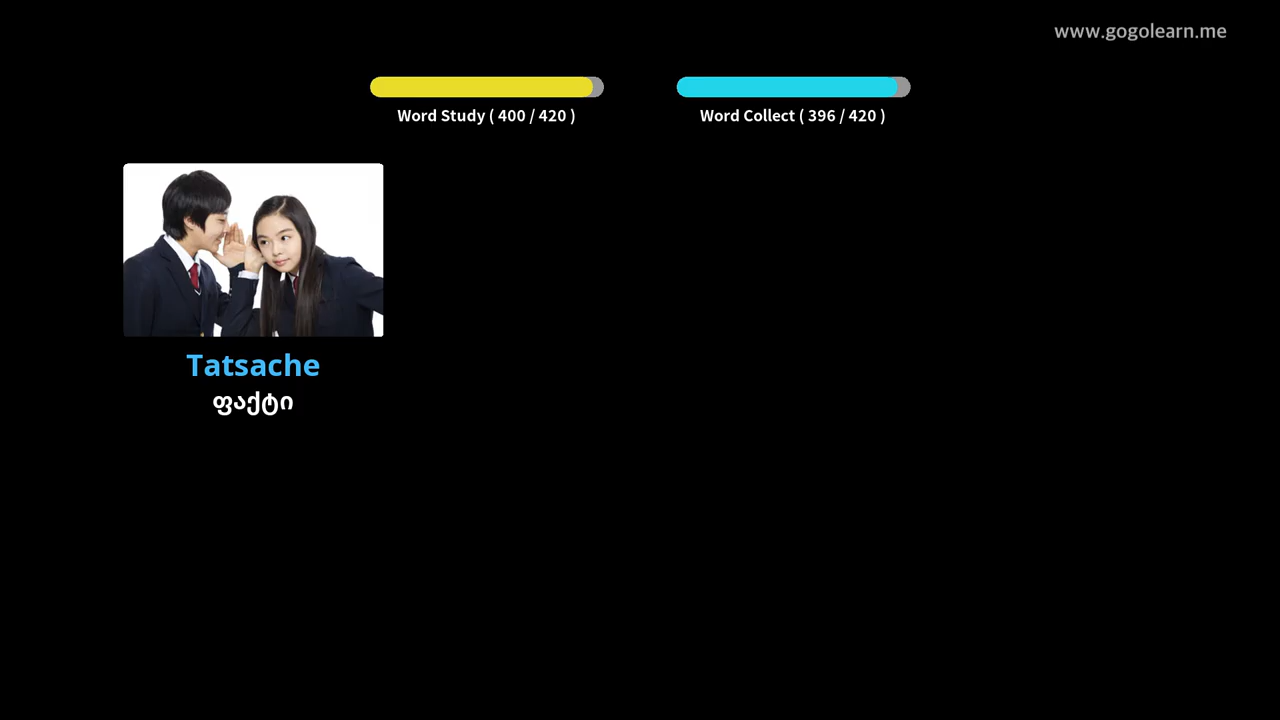 www.gogolearn.me
Word Study ( 400 / 420 )
Word Collect ( 396 / 420 )
Tatsache
ფაქტი